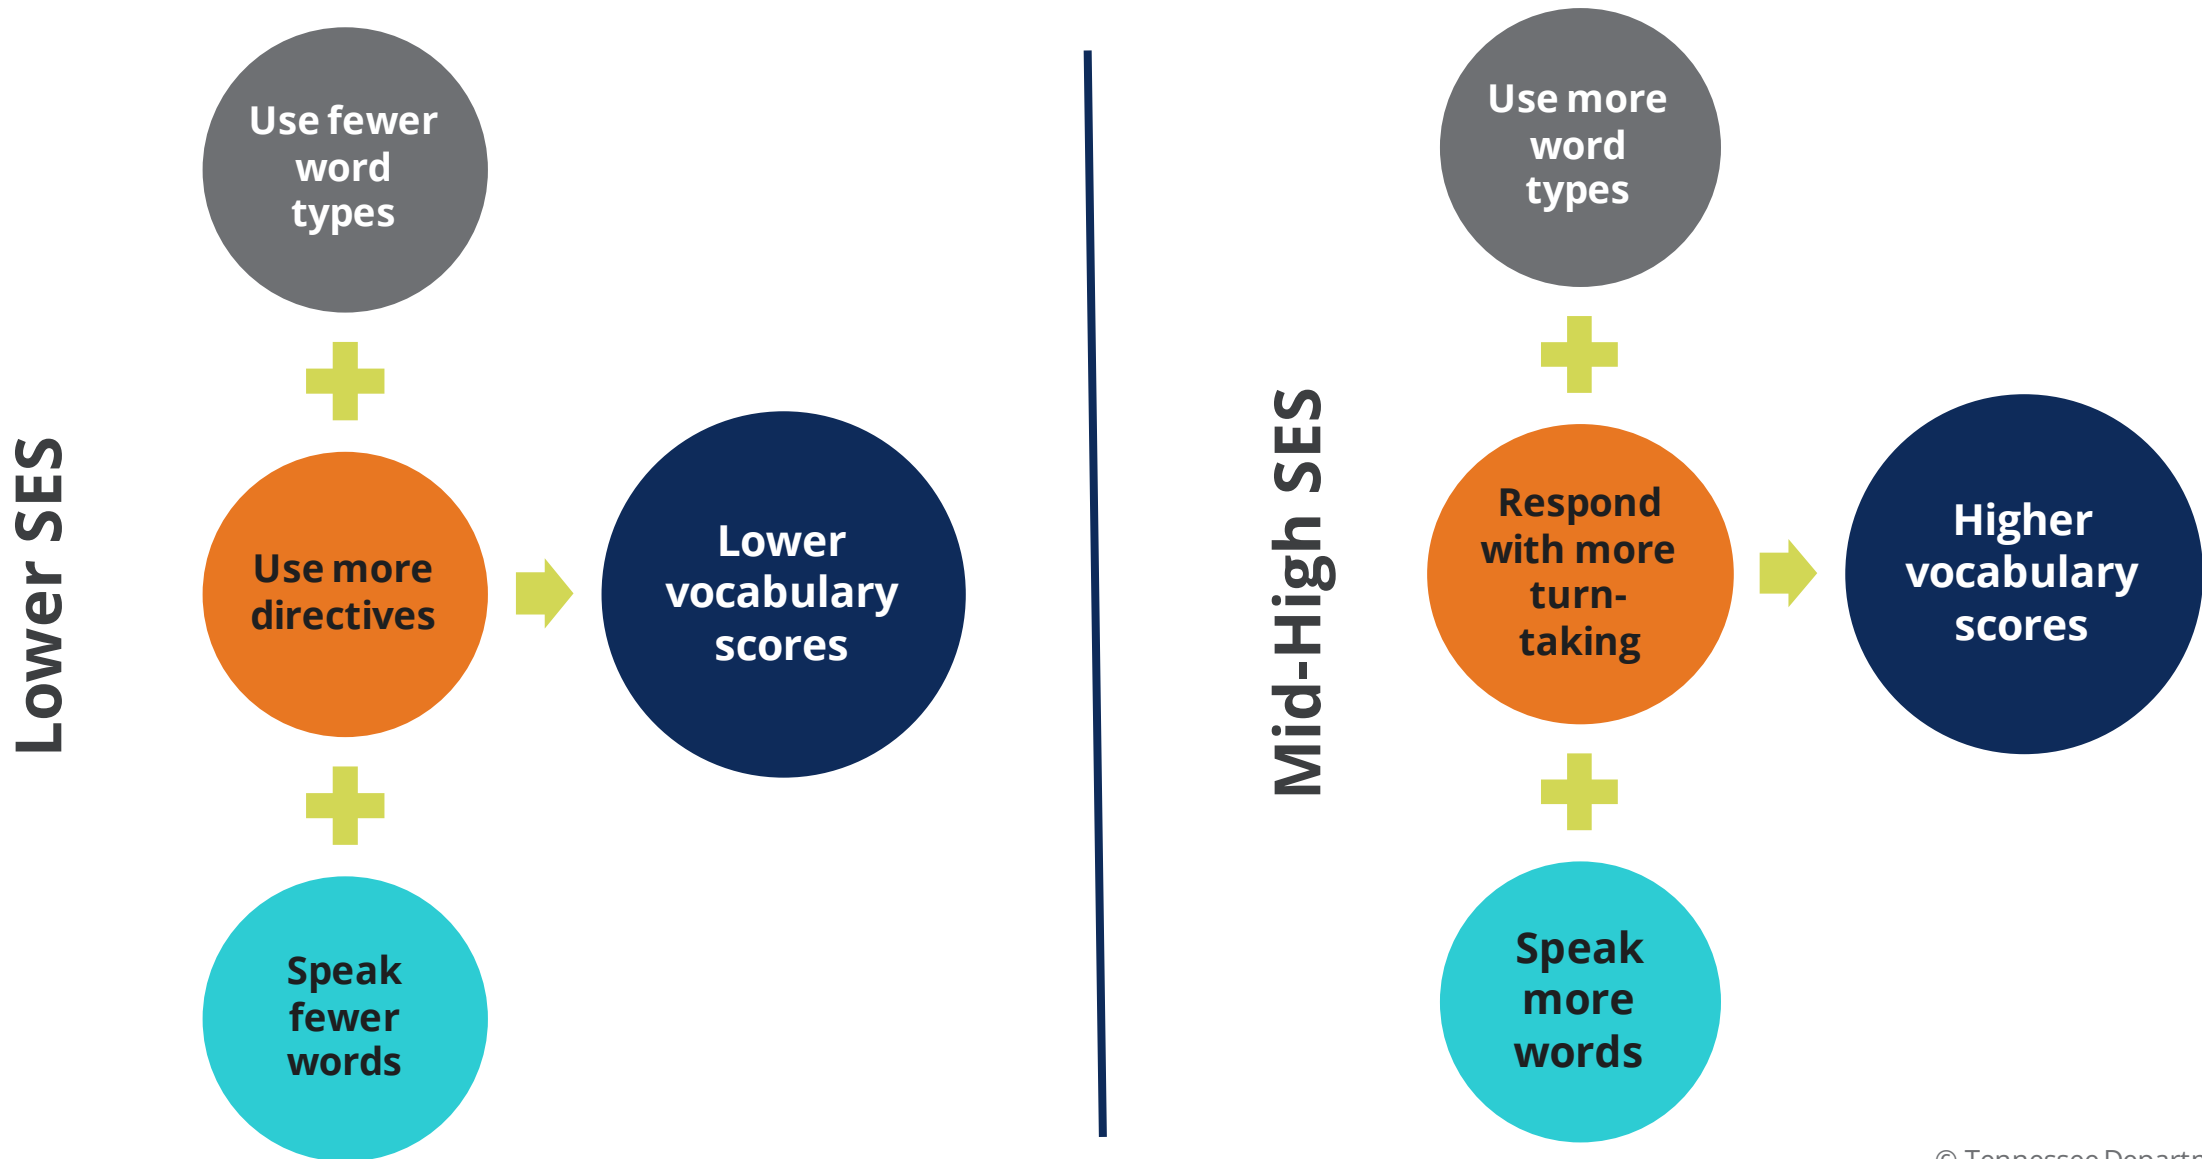 Lower SES
Use fewer
word
types
Use more
directives
Speak
fewer
words
Lower
vocabulary
scores
Mid-High SES
Use more
word
types
Respond
with more
turn-
taking
Speak
more
words
Higher
vocabulary
scores
© Tennessee